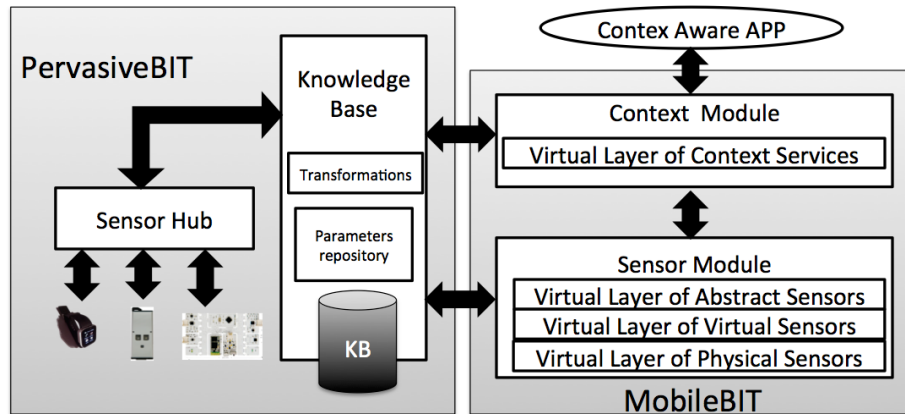 PervasiveBIT
Knowledge
Base
Transformations
Parameters
repository
KB
Sensor Hub
Contex Aware APP
Context Module
Virtual Layer of Context Services
Sensor Module
Virtual Layer of Abstract Sensors
Virtual Layer of Virtual Sensors
Virtual Layer of Physical Sensors
MobileBIT